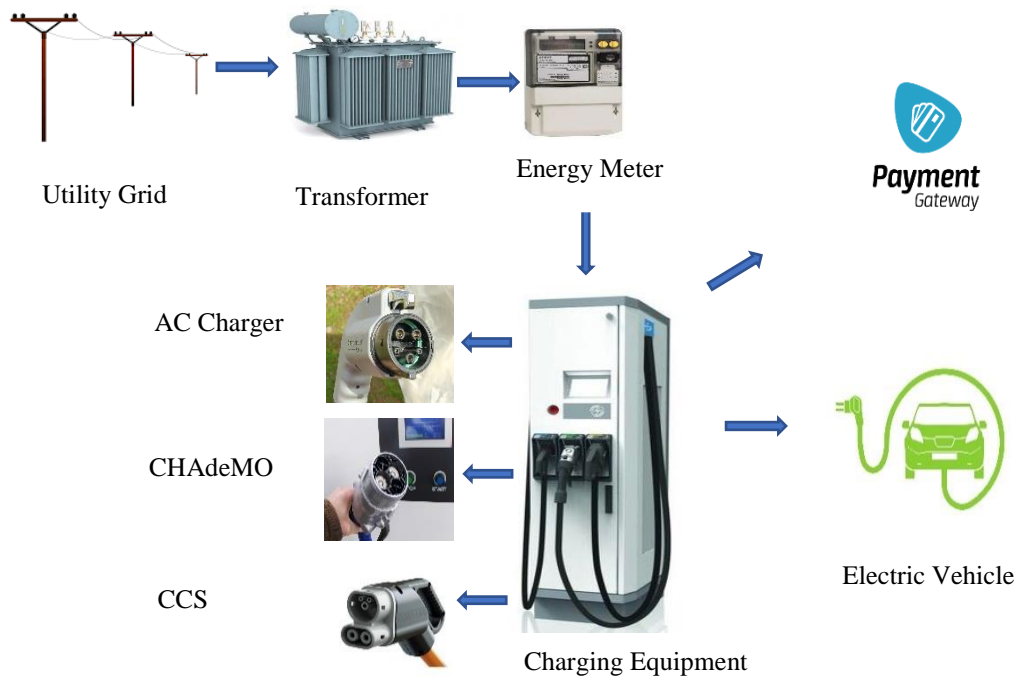 Utility Grid
Transformer
Energy Meter
Payment
Gateway
AC Charger
CHAdeMO
CCS
Charging Equipment
Electric Vehicle